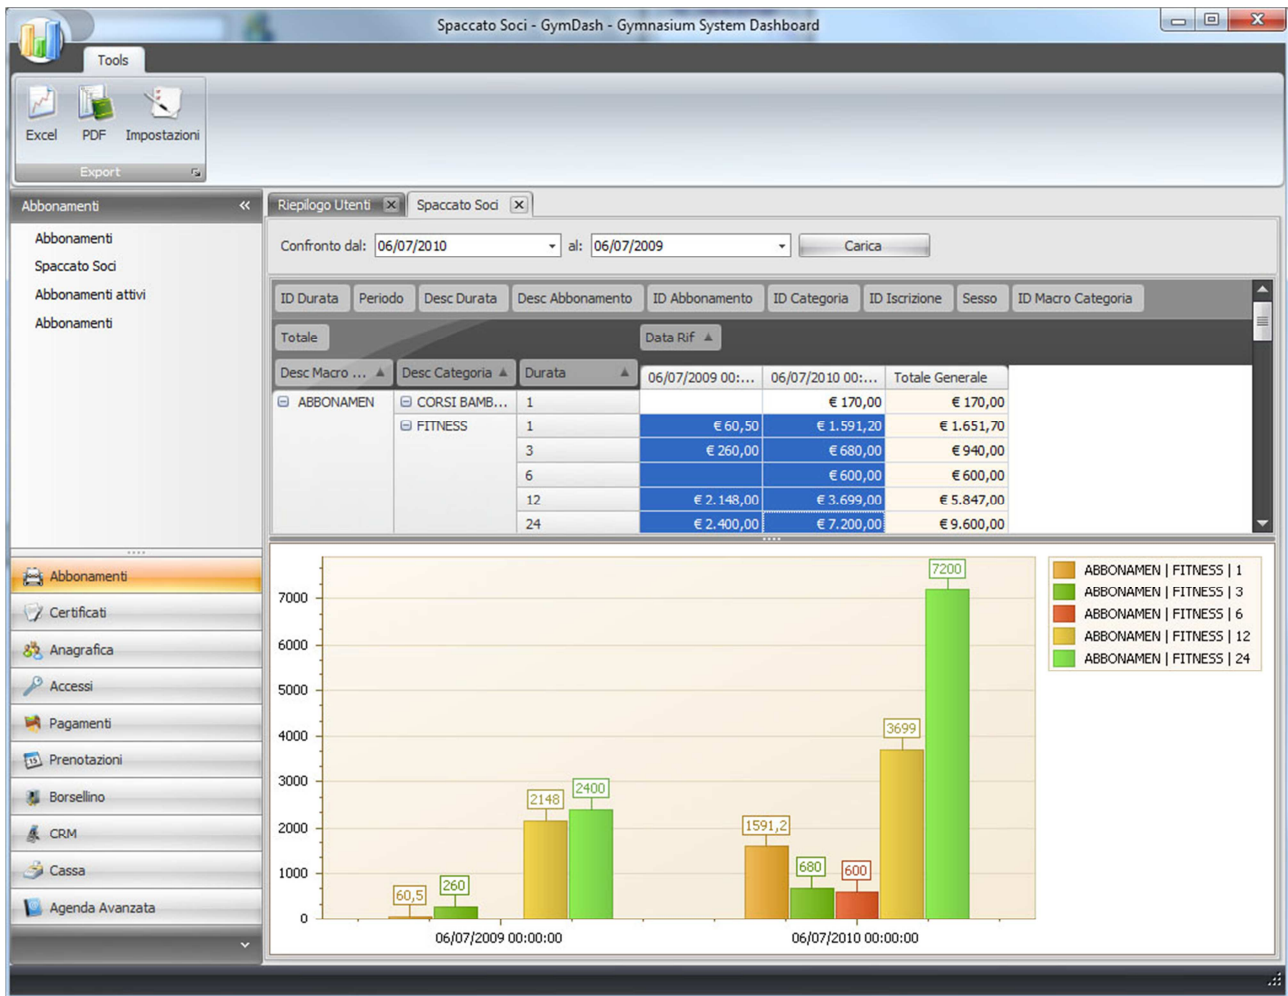 Spaccato Soci - GymDash - Gymnasium System Dashboard
Tools
Excel PDF Impostazioni
Export
Abbonamenti «
Abbonamenti
Spaccato Soci
Abbonamenti attivi
Abbonamenti
Riepilogo Utenti Spaccato Soci
Confronto dal: 06/07/2010 al: 06/07/2009 Carica
ID Durata Periodo Desc Durata Desc Abbonamento ID Abbonamento ID Categoria ID Iscrizione Sesso ID Macro Categoria
Totale Data Rif
Desc Macro ... Desc Categoria Durata 06/07/2009 00:... 06/07/2010 00:... Totale Generale
ABBONAMEN CORSI BAMB... 1 € 170,00 € 170,00
FITNESS 1 € 60,50 € 1.591,20 € 1.651,70
3 € 260,00 € 680,00 € 940,00
6 € 600,00 € 600,00
12 € 2.148,00 € 3.699,00 € 5.847,00
24 € 2.400,00 € 7.200,00 € 9.600,00
Abbonamenti
Certificati
Anagrafica
Accessi
Pagamenti
15 Prenotazioni
Borsellino
CRM
Cassa
Agenda Avanzata
7000
6000
5000
4000
3000
2000
1000
0
60,5
260
2148
2400
1591,2
680
600
3699
7200
06/07/2009 00:00:00
06/07/2010 00:00:00
ABBONAMEN | FITNESS | 1
ABBONAMEN | FITNESS | 3
ABBONAMEN | FITNESS | 6
ABBONAMEN | FITNESS | 12
ABBONAMEN | FITNESS | 24